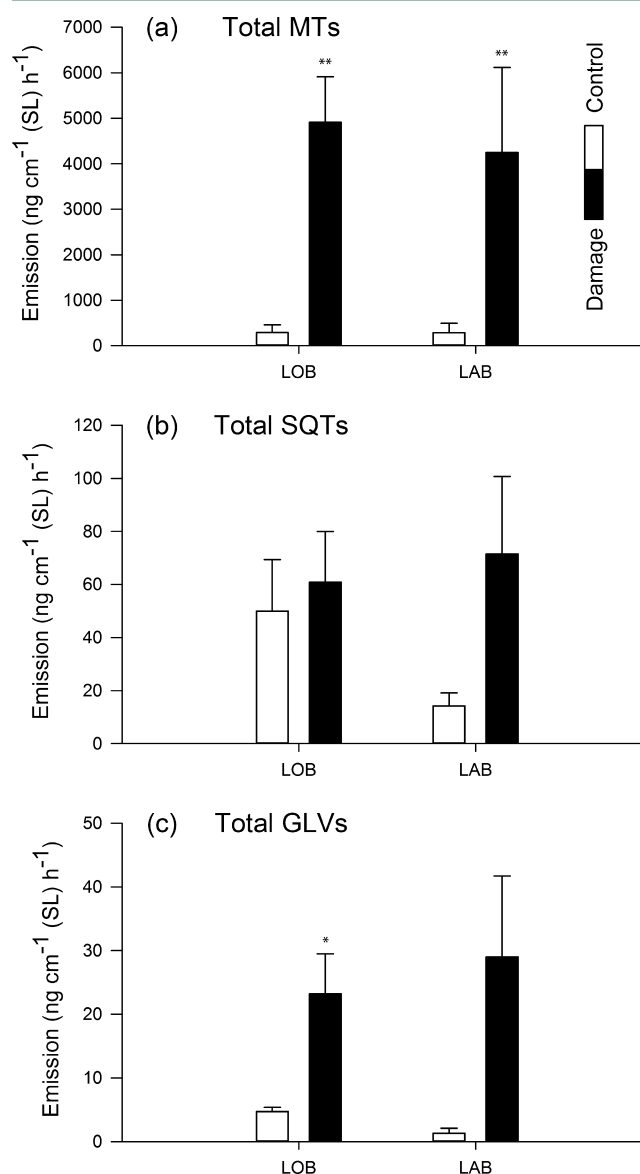 (a) Total MTs
Emission (ng cm-1 (SL) h-1)
7000
6000
5000
4000
3000
2000
1000
0
**
**
Control
Damage
LOB LAB
(b) Total SQTs
Emission (ng cm-1 (SL) h-1)
120
100
80
60
40
20
0
LOB LAB
(c) Total GLVs
Emission (ng cm-1 (SL) h-1)
50
40
30
20
10
0
*
LOB LAB